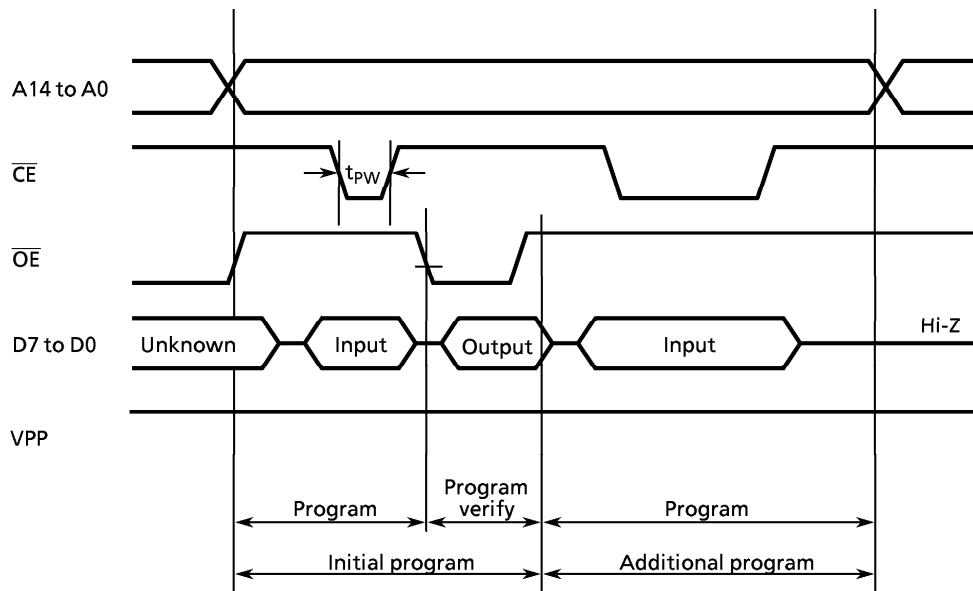 A14 to A0
CE
tPW
OE
D7 to D0
Unknown
Input
Output
Input
Hi-Z
VPP
Program
Program
verify
Program
Initial program
Additional program